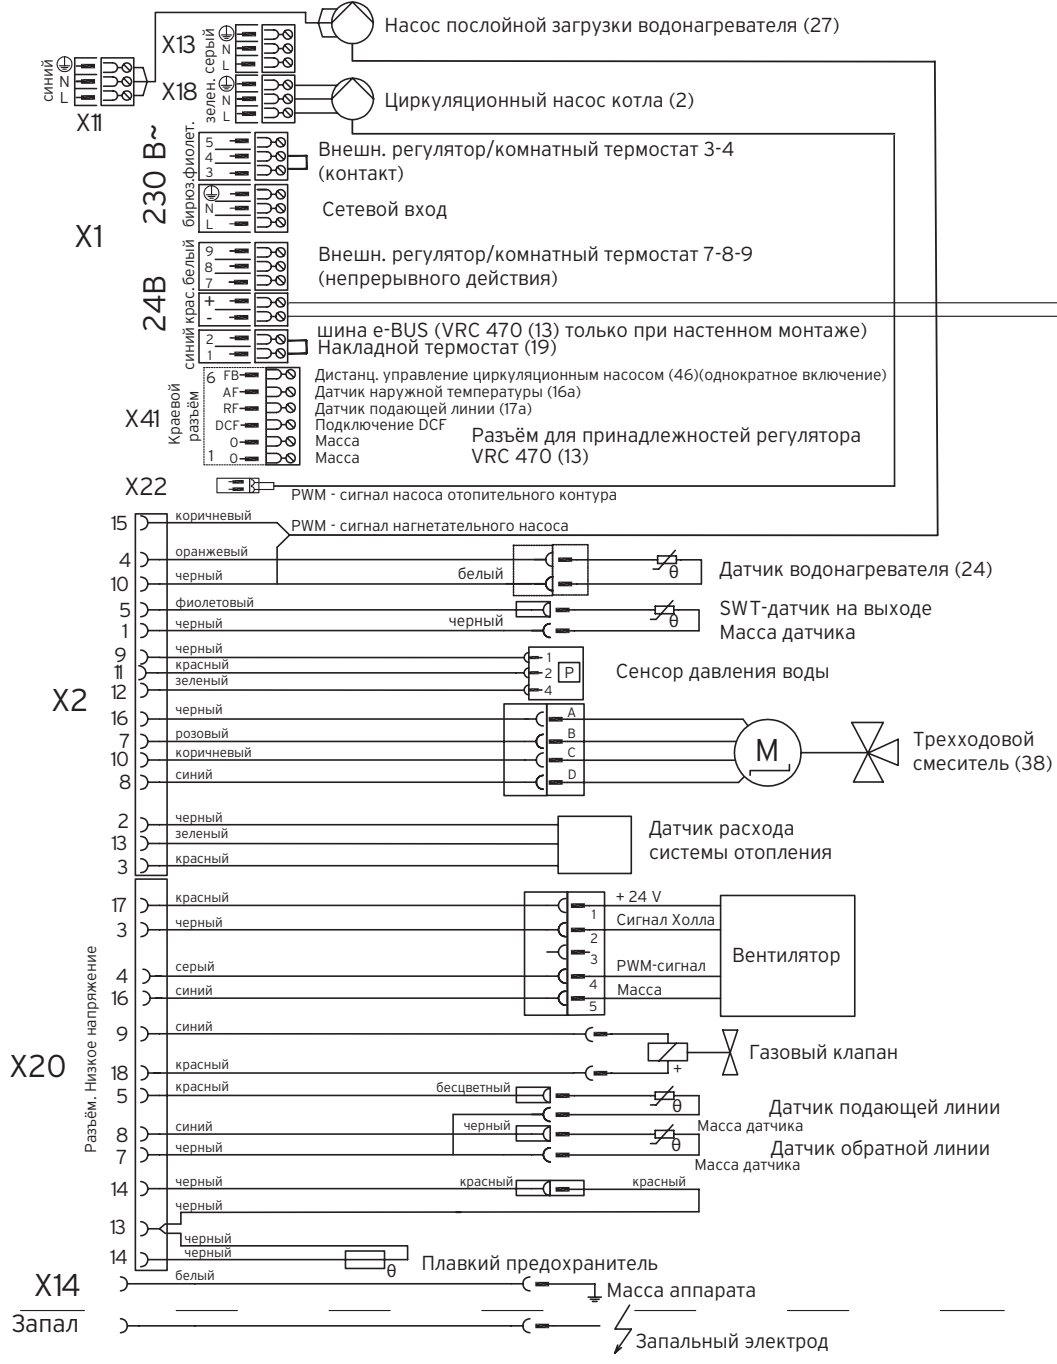 Насос послойной загрузки водонагревателя (27)
X13
серый
N
L
синий
N
L
X11
X18
зелен.
N
L
Циркуляционный насос котла (2)
X1
230 В~
фиолет.
5
4
3
Внешн. регулятор/комнатный термостат 3-4
(контакт)
бирюз.
N
L
Сетевой вход
24В
белый
9
8
7
Внешн. регулятор/комнатный термостат 7-8-9
(непрерывного действия)
крас.
+
-
шина e-BUS (VRC 470 (13) только при настенном монтаже)
синий
2
1
Накладной термостат (19)
X41
Краевой
разъём
6 FB
Дистанц. управление циркуляционным насосом (46)(однократное включение)
AF
Датчик наружной температуры (16a)
RF
Датчик подающей линии (17a)
DCF
Подключение DCF
0
Масса
1 0
Масса
Разъём для принадлежностей регулятора
VRC 470 (13)
X22
PWM - сигнал насоса отопительного контура
X2
15 коричневый
PWM - сигнал нагнетательного насоса
4 оранжевый
10 черный
белый
θ
Датчик водонагревателя (24)
5 фиолетовый
1 черный
черный
θ
SWT-датчик на выходе
Масса датчика
9 черный 1
11 красный 2 P
12 зеленый 4
Сенсор давления воды
16 черный A
7 розовый B
10 коричневый C
8 синий D
M
Трехходовой
смеситель (38)
2 черный
13 зеленый
3 красный
Датчик расхода
системы отопления
X20
Разъём. Низкое напряжение
17 красный 1 + 24 V
3 черный 2 Сигнал Холла
3
4 серый 4 PWM-сигнал
16 синий 5 Масса
Вентилятор
9 синий
18 красный
+
Газовый клапан
5 красный
бесцветный
θ
Датчик подающей линии
Масса датчика
8 синий
7 черный
черный
θ
Датчик обратной линии
Масса датчика
14 черный
красный
красный
13 черный
черный
14 черный
θ
Плавкий предохранитель
X14 белый
Масса аппарата
Запал
Запальный электрод